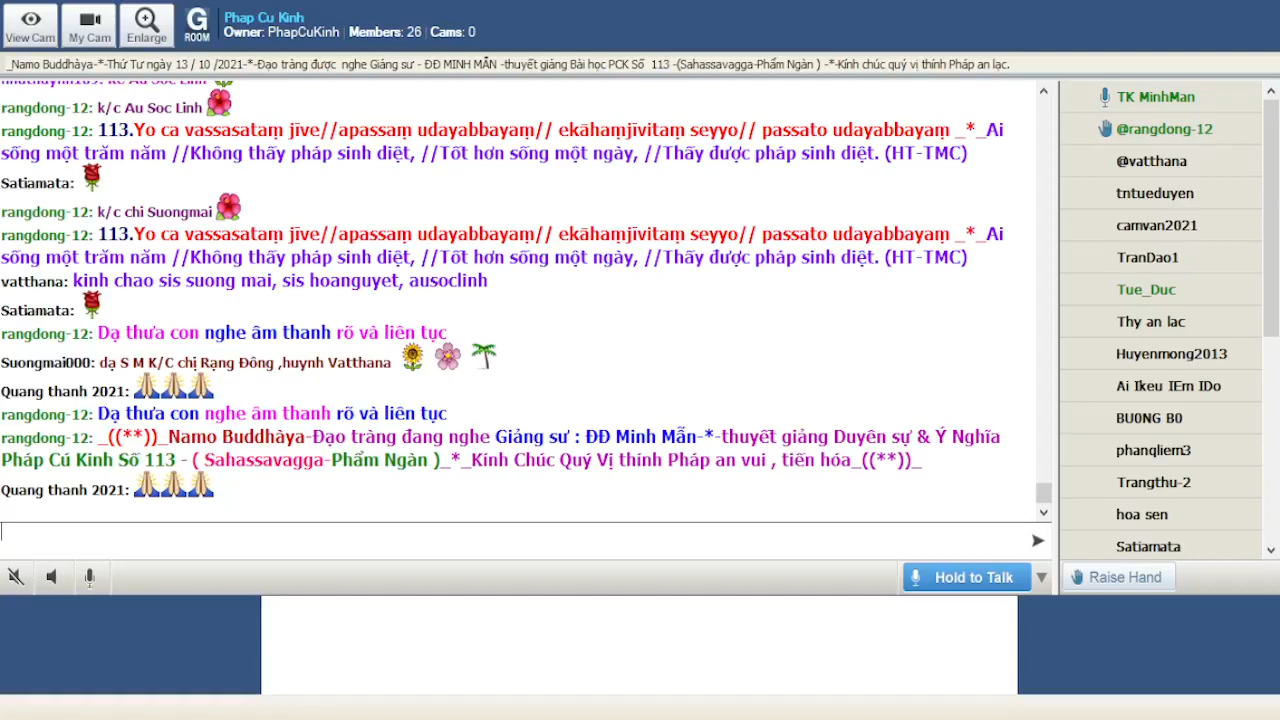 View Cam
My Cam
Enlarge
G
ROOM
Phap Cu Kinh
Owner: PhapCuKinh | Members: 26 | Cams: 0
_Namo Buddhàya-*-Thứ Tư ngày 13 / 10 /2021-*-Đạo tràng được nghe Giảng sư - ĐĐ MINH MẪN -thuyết giảng Bài học PCK Số 113 -(Sahassavagga-Phẩm Ngàn ) -*-Kính chúc quý vị thính Pháp an lạc.
rangdong-12: k/c Au Soc Linh
rangdong-12: 113.Yo ca vassasataṃ jīve//apassaṃ udayabbayaṃ// ekāhaṃjīvitaṃ seyyo// passato udayabbayaṃ _*_Ai
sống một trăm năm //Không thấy pháp sinh diệt, //Tốt hơn sống một ngày, //Thấy được pháp sinh diệt. (HT-TMC)
Satiamata:
rangdong-12: k/c chi Suongmai
rangdong-12: 113.Yo ca vassasataṃ jīve//apassaṃ udayabbayaṃ// ekāhaṃjīvitaṃ seyyo// passato udayabbayaṃ _*_Ai
sống một trăm năm //Không thấy pháp sinh diệt, //Tốt hơn sống một ngày, //Thấy được pháp sinh diệt. (HT-TMC)
vatthana: kinh chao sis suong mai, sis hoanguyet, ausoclinh
Satiamata:
rangdong-12: Dạ thưa con nghe âm thanh rõ và liên tục
Suongmai000: dạ S M K/C chị Rạng Đông ,huynh Vatthana
Quang thanh 2021:
rangdong-12: Dạ thưa con nghe âm thanh rõ và liên tục
rangdong-12: _((**))_Namo Buddhàya-Đạo tràng đang nghe Giảng sư : ĐĐ Minh Mẫn-*-thuyết giảng Duyên sự & Ý Nghĩa
Pháp Cú Kinh Số 113 - ( Sahassavagga-Phẩm Ngàn )_*_Kính Chúc Quý Vị thính Pháp an vui , tiến hóa_((**))_
Quang thanh 2021:
Hold to Talk
TK MinhMan
@rangdong-12
@vatthana
tntueduyen
camvan2021
TranDao1
Tue_Duc
Thy an lac
Huyenmong2013
Ai Ikeu IEm IDo
BU0NG B0
phanqliem3
Trangthu-2
hoa sen
Satiamata
Raise Hand